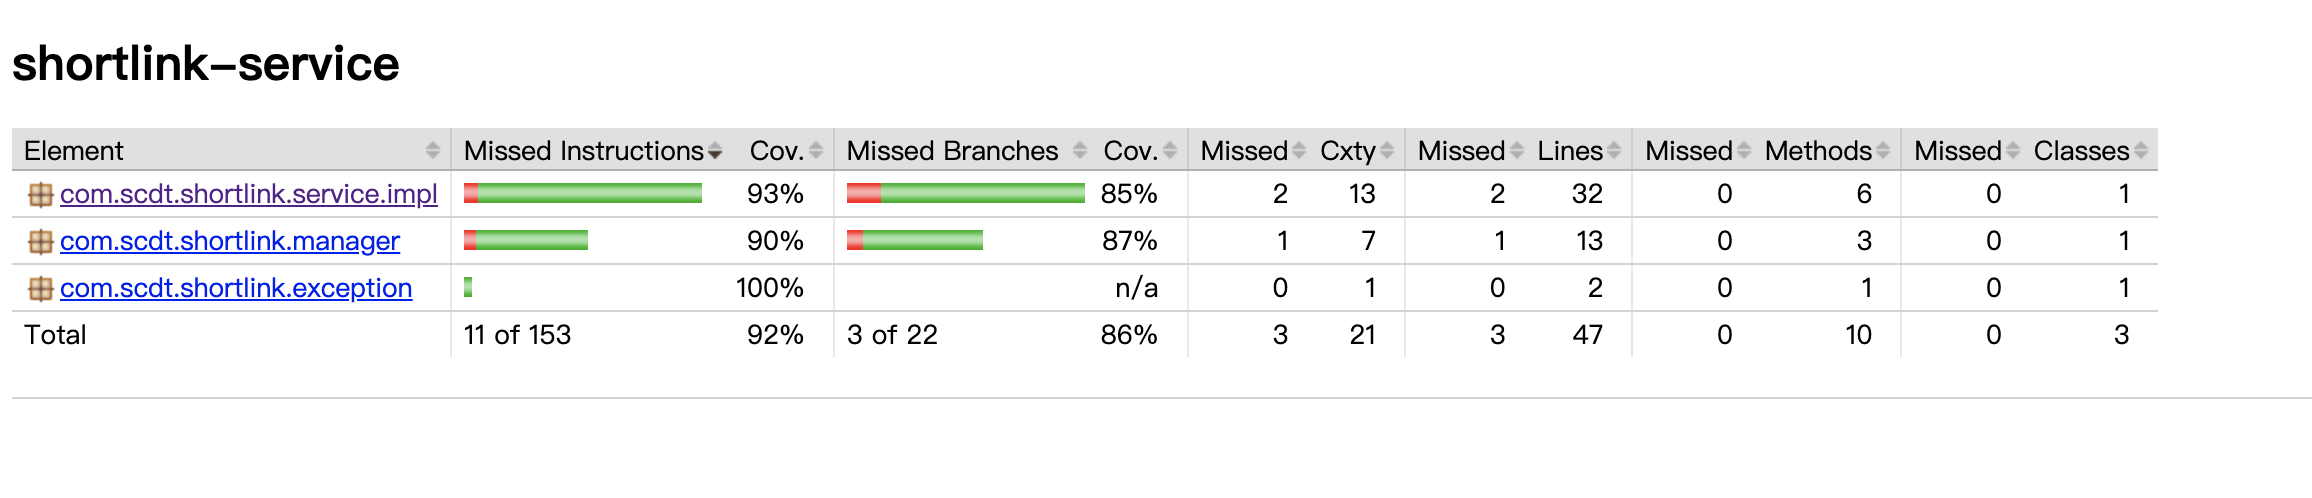 shortlink–service
Element Missed Instructions Cov. Missed Branches Cov. Missed Cxty Missed Lines Missed Methods Missed Classes
com.scdt.shortlink.service.impl 93% 85% 2 13 2 32 0 6 0 1
com.scdt.shortlink.manager 90% 87% 1 7 1 13 0 3 0 1
com.scdt.shortlink.exception 100% n/a 0 1 0 2 0 1 0 1
Total 11 of 153 92% 3 of 22 86% 3 21 3 47 0 10 0 3